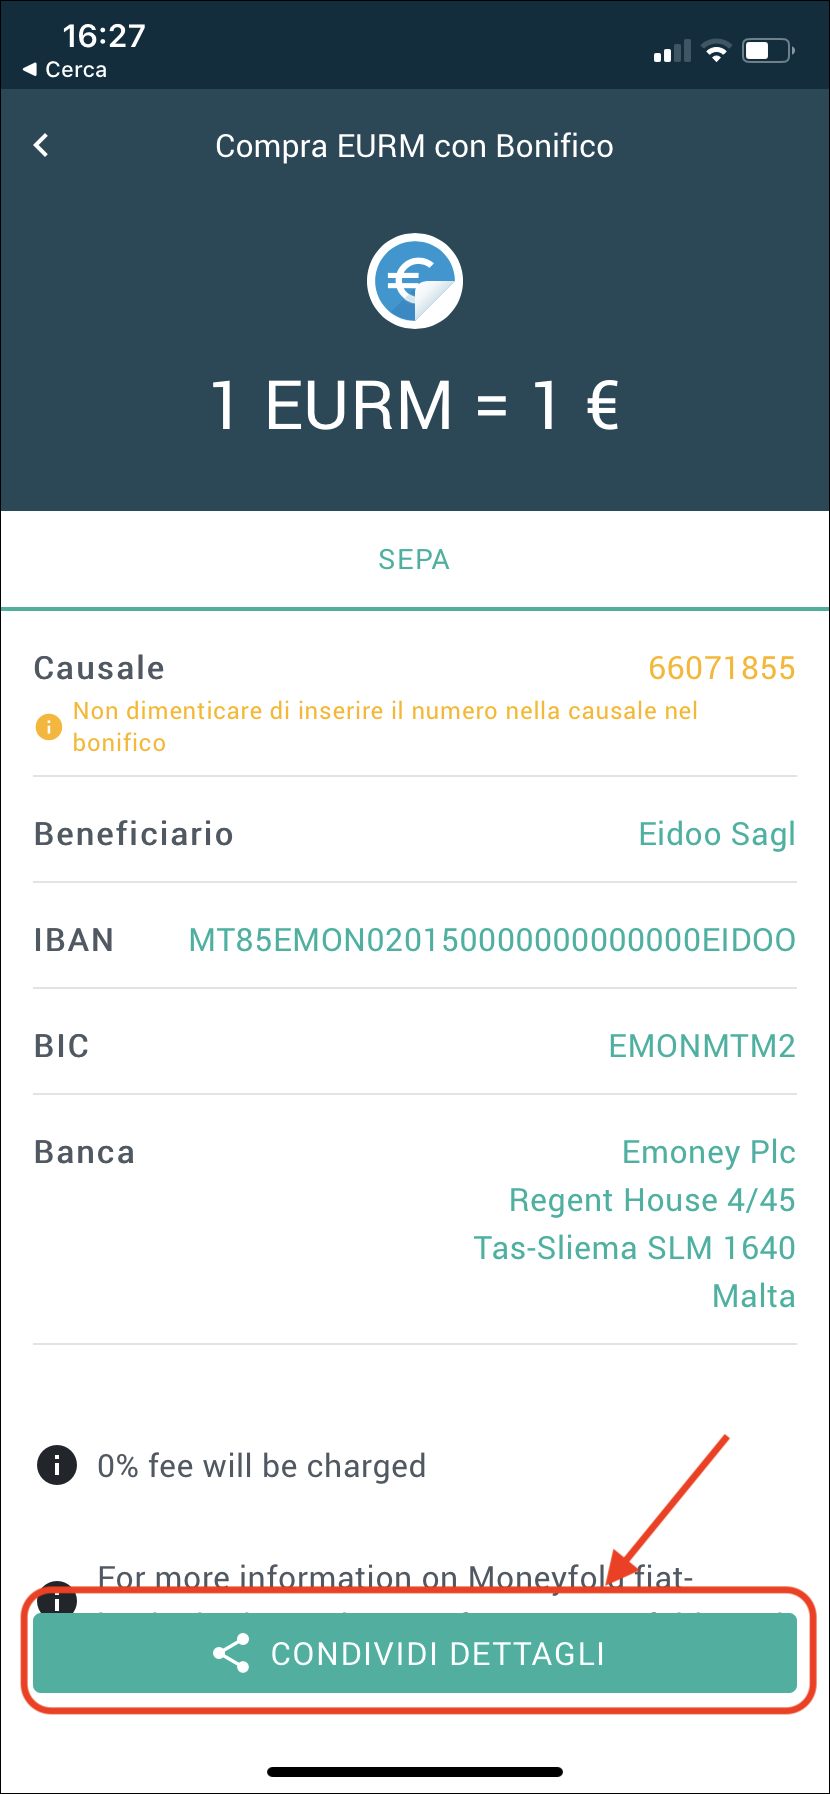 16:27
Cerca
Compra EURM con Bonifico
1 EURM = 1 €
SEPA
Causale 66071855
Non dimenticare di inserire il numero nella causale nel
bonifico
Beneficiario Eidoo Sagl
IBAN MT85EMON02015000000000000EIDOO
BIC EMONMTM2
Banca Emoney Plc
Regent House 4/45
Tas-Sliema SLM 1640
Malta
0% fee will be charged
For more information on Moneyfold fiat-
CONDIVIDI DETTAGLI